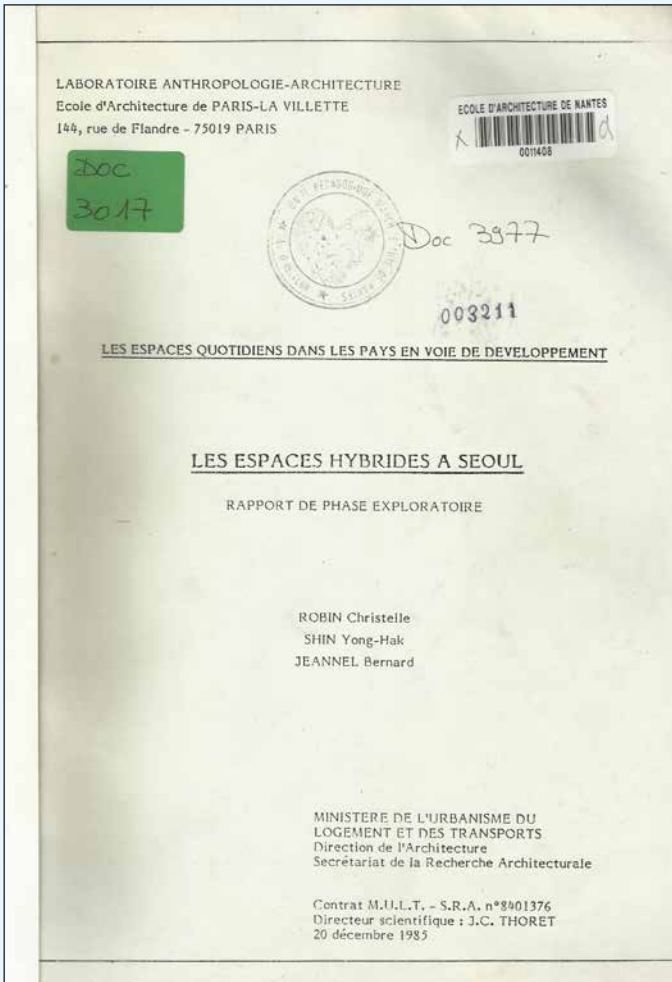 LABORATOIRE ANTHROPOLOGIE-ARCHITECTURE
Ecole d'Architecture de PARIS-LA VILLETTE
144, rue de Flandre - 75019 PARIS
ECOLE D'ARCHITECTURE DE NANTES
0011408
DOC
3017
Doc 3977
003211
LES ESPACES QUOTIDIENS DANS LES PAYS EN VOIE DE DEVELOPPEMENT
LES ESPACES HYBRIDES A SEOUL
RAPPORT DE PHASE EXPLORATOIRE
ROBIN Christelle
SHIN Yong-Hak
JEANNEL Bernard
MINISTERE DE L'URBANISME DU
LOGEMENT ET DES TRANSPORTS
Direction de l'Architecture
Secrétariat de la Recherche Architecturale
Contrat M.U.L.T. - S.R.A. n°8401376
Directeur scientifique : J.C. THORET
20 décembre 1985